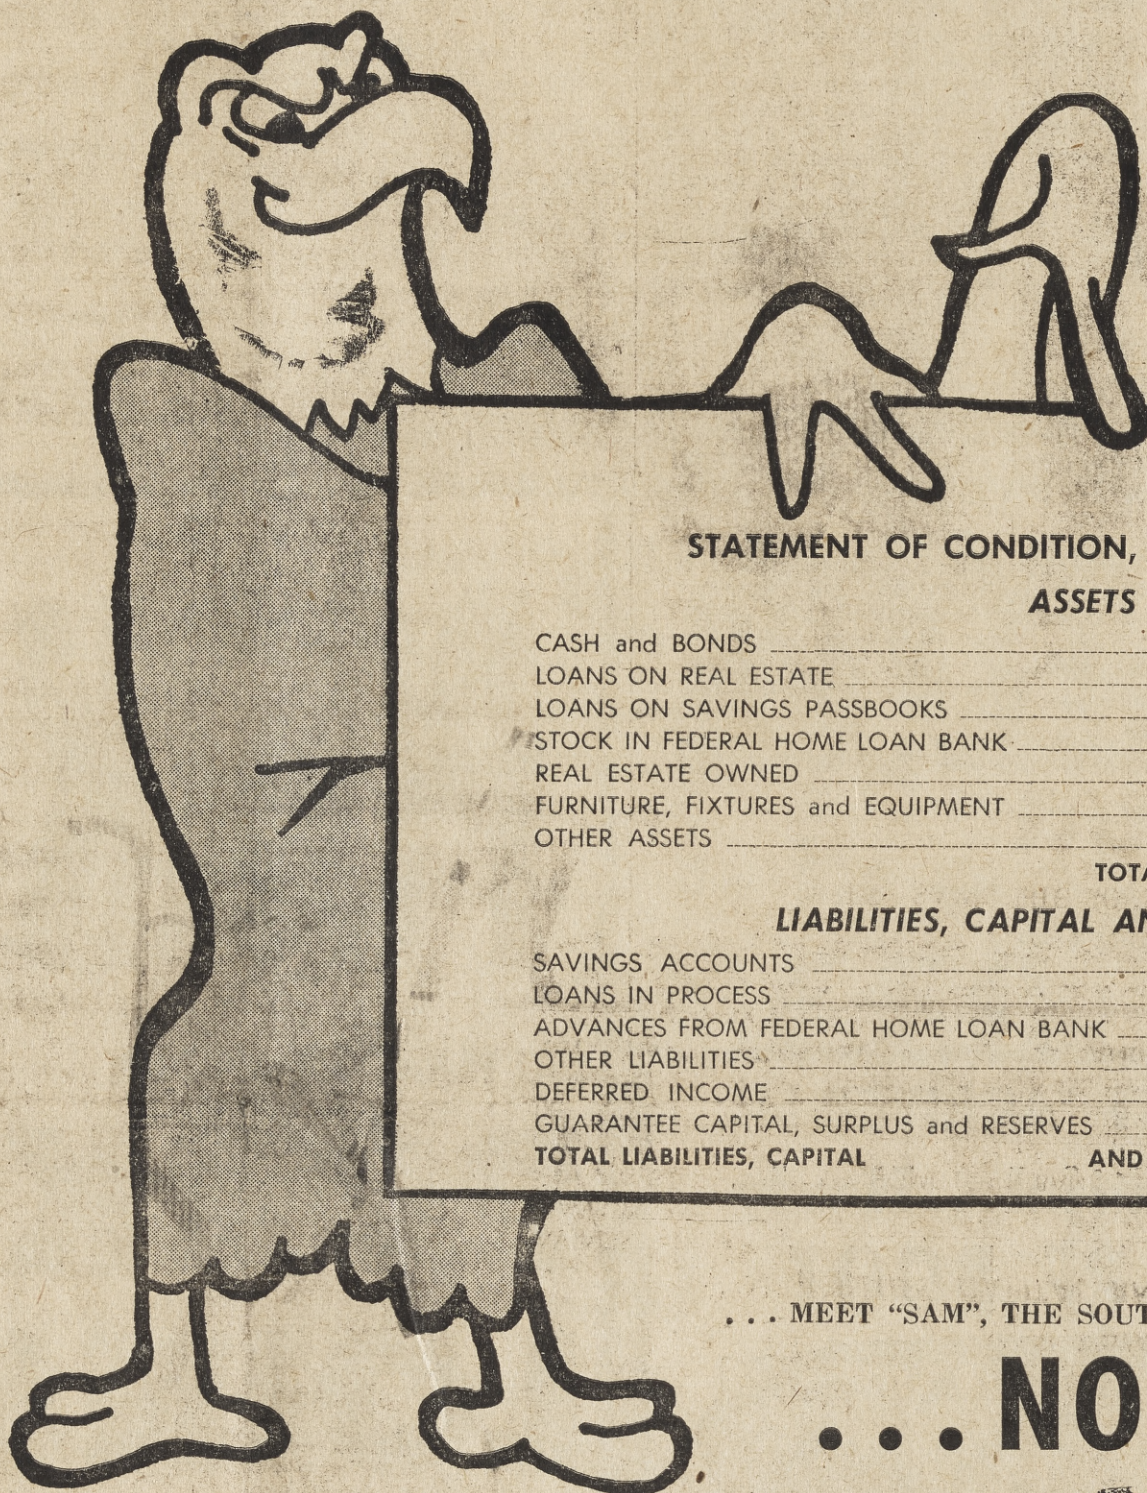 STATEMENT OF CONDITION,
ASSETS
CASH and BONDS
LOANS ON REAL ESTATE
LOANS ON SAVINGS PASSBOOKS
STOCK IN FEDERAL HOME LOAN BANK
REAL ESTATE OWNED
FURNITURE, FIXTURES and EQUIPMENT
OTHER ASSETS
TOTA
LIABILITIES, CAPITAL AN
SAVINGS ACCOUNTS
LOANS IN PROCESS
ADVANCES FROM FEDERAL HOME LOAN BANK
OTHER LIABILITIES
DEFERRED INCOME
GUARANTEE CAPITAL, SURPLUS and RESERVES
TOTAL LIABILITIES, CAPITAL AND
. . . MEET “SAM”, THE SOUT
...NO